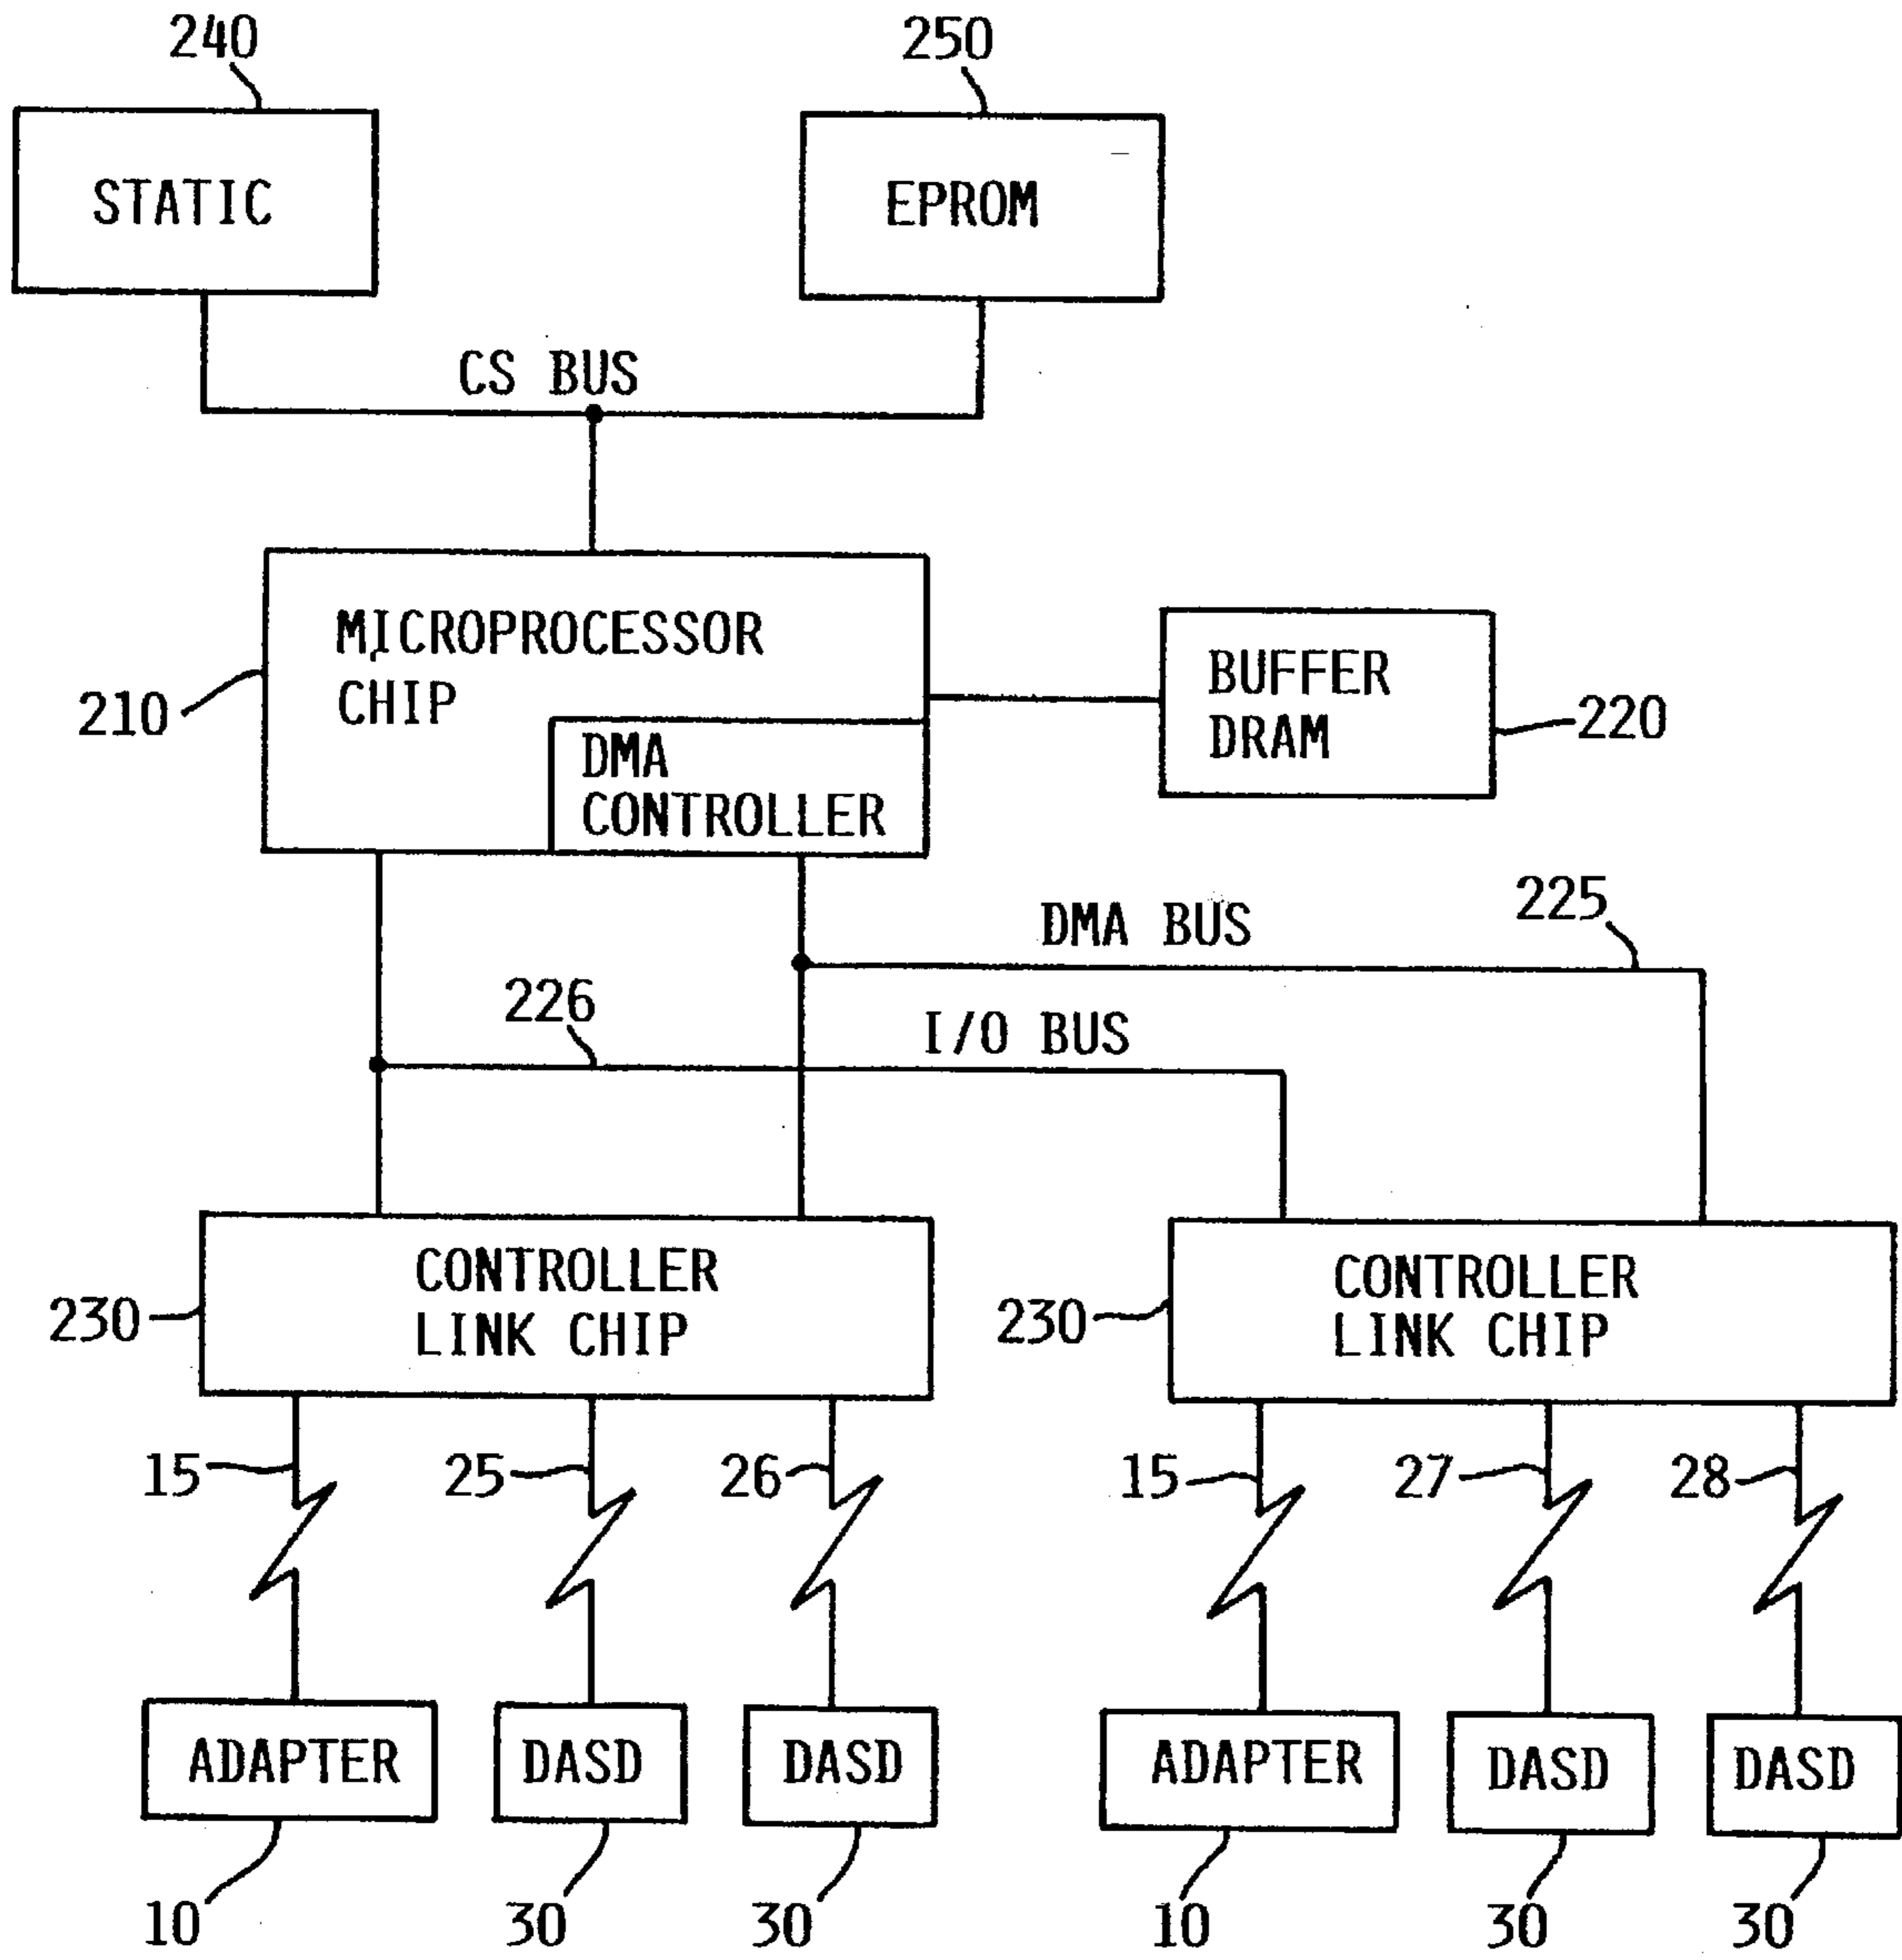 240
250
STATIC
EPROM
CS BUS
MICROPROCESSOR
CHIP
210
DMA
CONTROLLER
BUFFER
DRAM
220
DMA BUS
225
226
I/O BUS
CONTROLLER
LINK CHIP
230
CONTROLLER
LINK CHIP
230
15
25
26
15
27
28
ADAPTER
DASD
DASD
ADAPTER
DASD
DASD
10
30
30
10
30
30